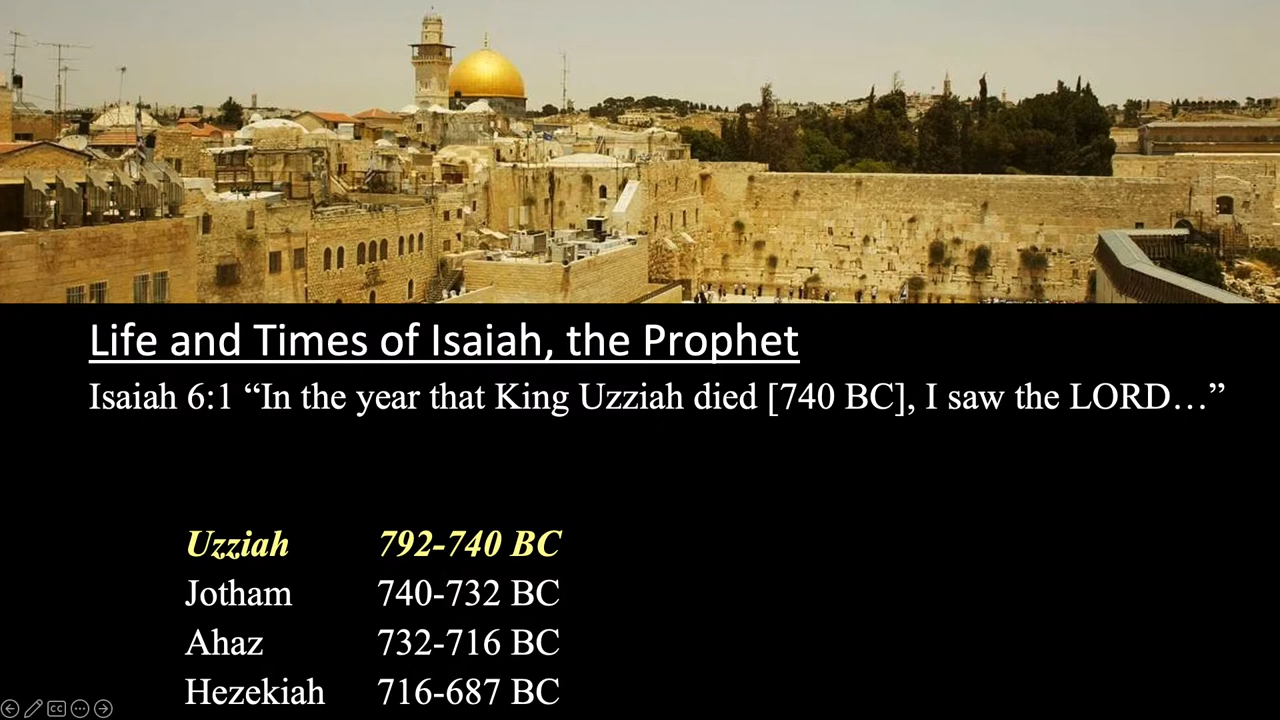 Life and Times of Isaiah, the Prophet
Isaiah 6:1 “In the year that King Uzziah died [740 BC], I saw the LORD…”
Uzziah 792-740 BC
Jotham 740-732 BC
Ahaz 732-716 BC
Hezekiah 716-687 BC
CC